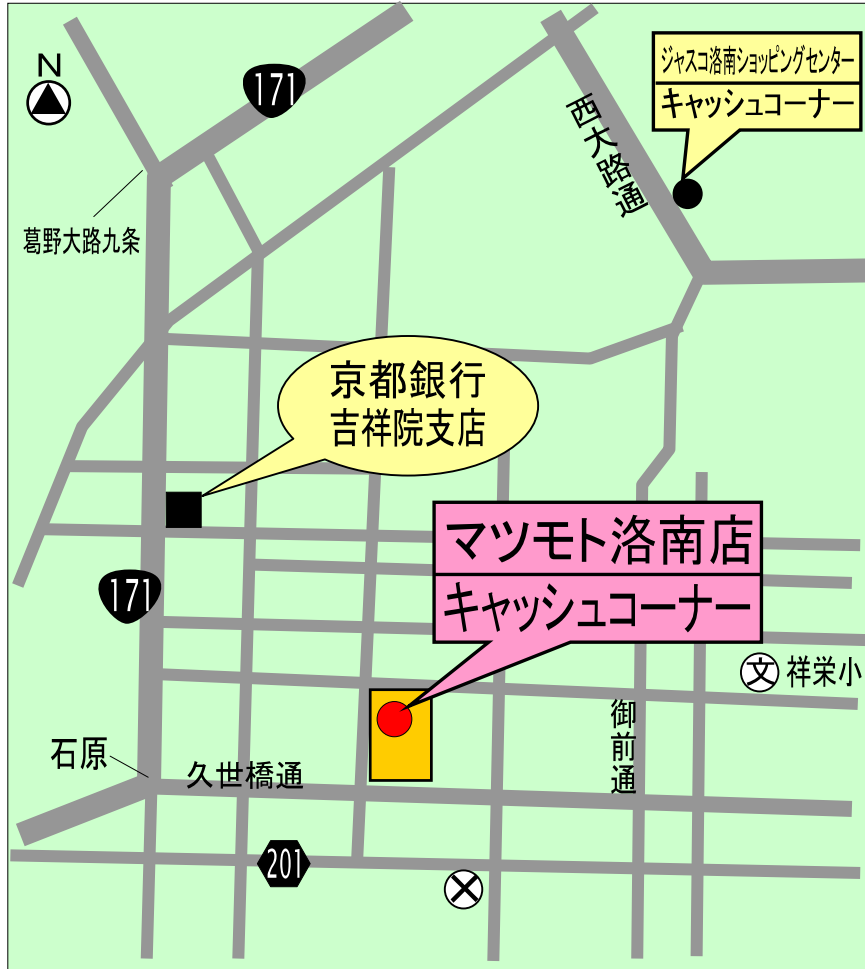 N
171
ジャスコ洛南ショッピングセンター
キャッシュコーナー
西大路通
葛野大路九条
京都銀行
吉祥院支店
マツモト洛南店
キャッシュコーナー
171
文 祥栄小
御前通
石原
久世橋通
201